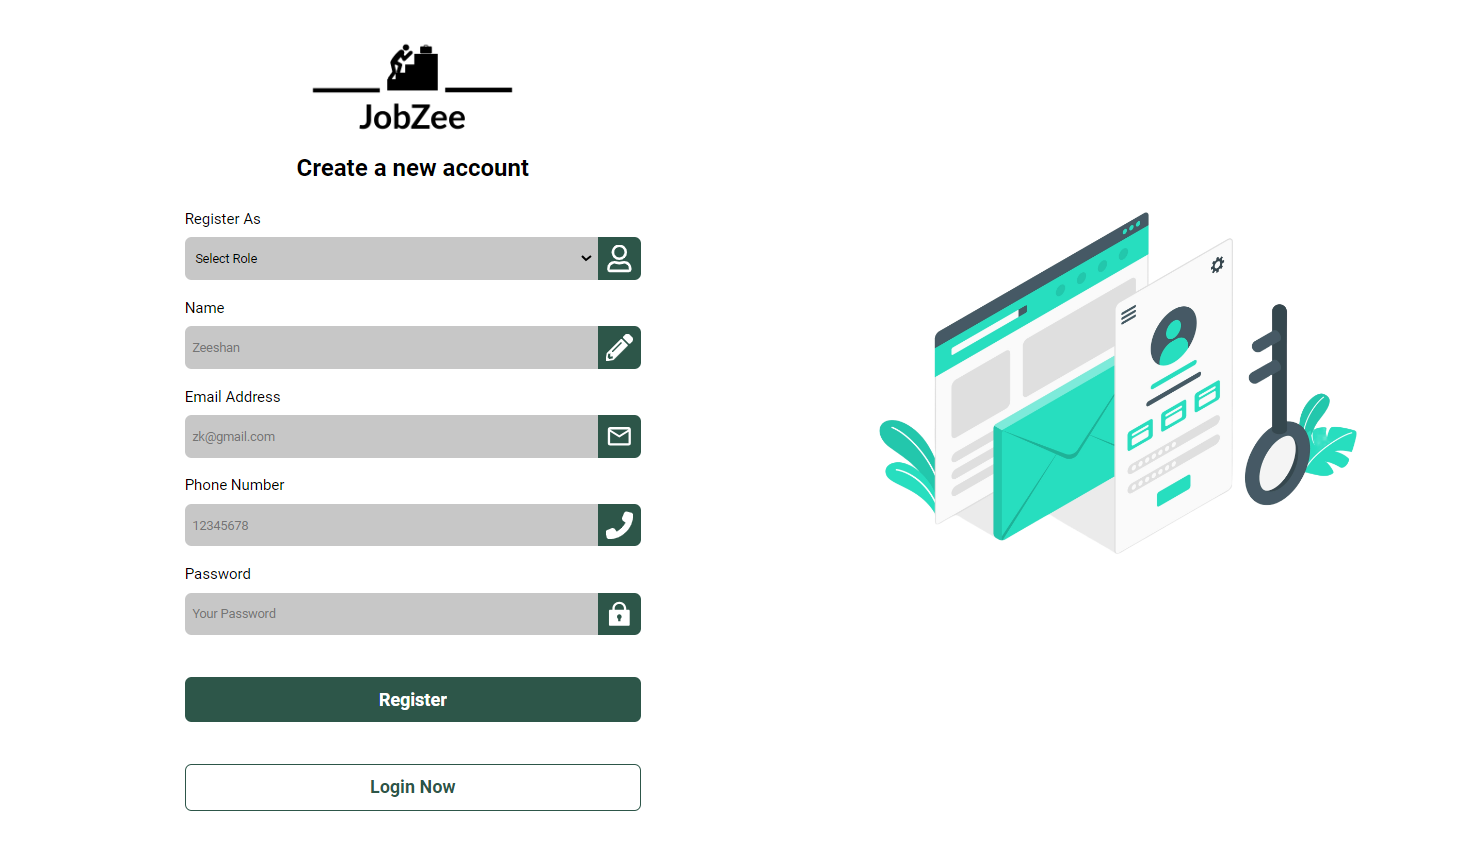 JobZee
Create a new account
Register As
Select Role
Name
Zeeshan
Email Address
zk@gmail.com
Phone Number
12345678
Password
Your Password
Register
Login Now